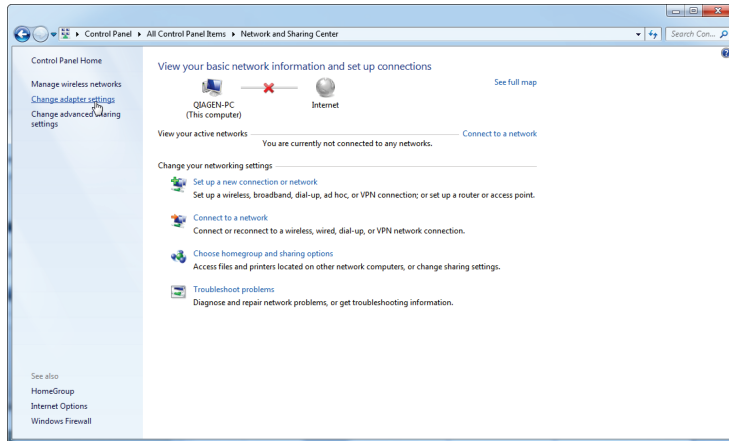 Control Panel ▸ All Control Panel Items ▸ Network and Sharing Center
Search Con...
Control Panel Home
Manage wireless networks
Change adapter settings
Change advanced sharing
settings
See also
HomeGroup
Internet Options
Windows Firewall
View your basic network information and set up connections
See full map
QIAGEN-PC
(This computer)
Internet
View your active networks
Connect to a network
You are currently not connected to any networks.
Change your networking settings
Set up a new connection or network
Set up a wireless, broadband, dial-up, ad hoc, or VPN connection; or set up a router or access point.
Connect to a network
Connect or reconnect to a wireless, wired, dial-up, or VPN network connection.
Choose homegroup and sharing options
Access files and printers located on other network computers, or change sharing settings.
Troubleshoot problems
Diagnose and repair network problems, or get troubleshooting information.